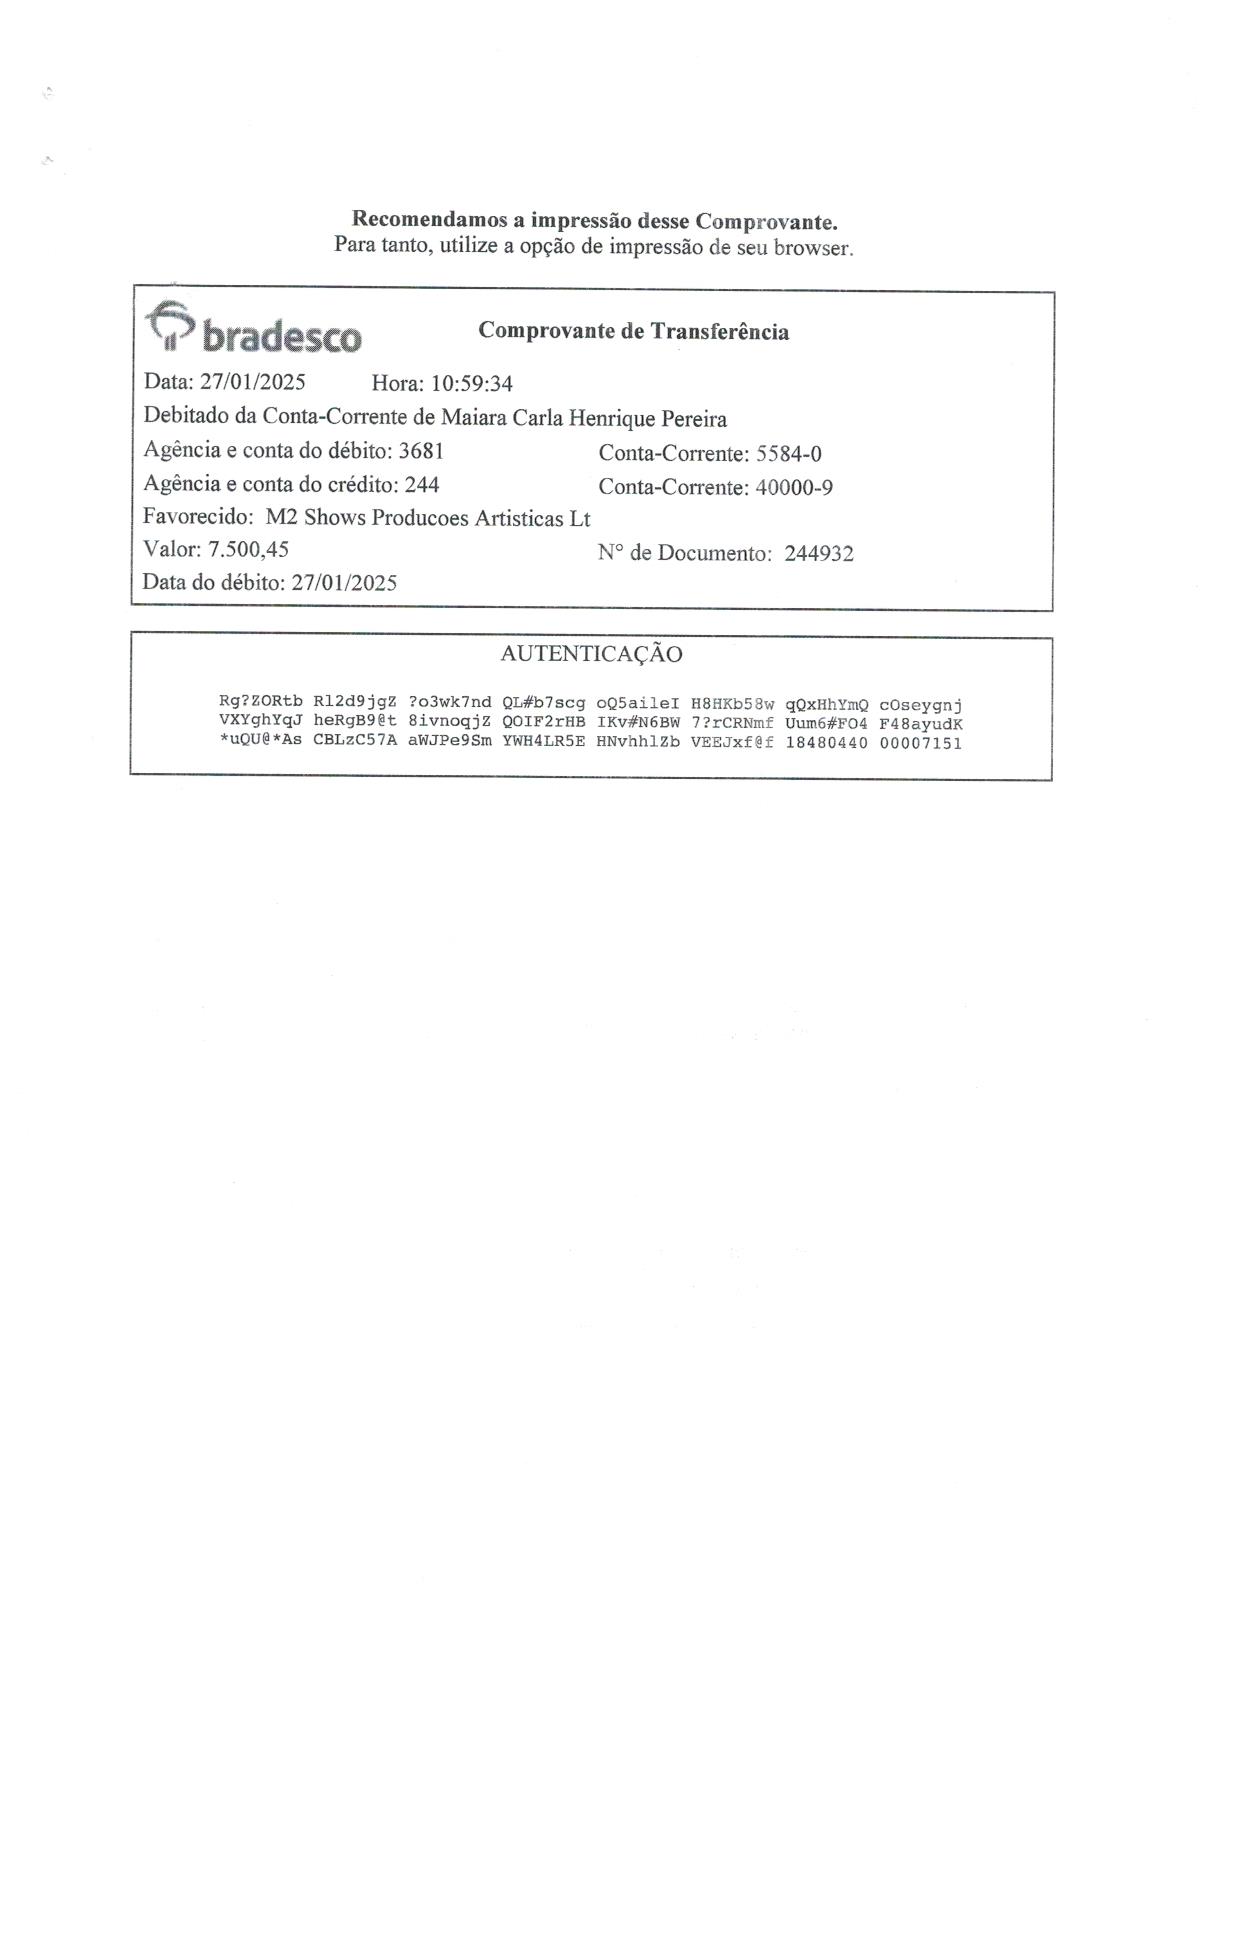 Recomendamos a impressão desse Comprovante.
Para tanto, utilize a opção de impressão de seu browser.
bradesco
Comprovante de Transferência
Data: 27/01/2025 Hora: 10:59:34
Debitado da Conta-Corrente de Maiara Carla Henrique Pereira
Agência e conta do débito: 3681 Conta-Corrente: 5584-0
Agência e conta do crédito: 244 Conta-Corrente: 40000-9
Favorecido: M2 Shows Producoes Artisticas Lt
Valor: 7.500,45 N° de Documento: 244932
Data do débito: 27/01/2025
AUTENTICAÇÃO
Rg?ZORtb Rl2d9jgZ ?o3wk7nd QL#b7scg oQ5aileI H8HKb58w qQxHhYmQ cOseygnj
VXYghYqJ heRgB9@t 8ivnoqjZ QOIF2rHB IKv#N6BW 7?rCRNmf Uum6#FO4 F48ayudK
*uQU@*As CBLzC57A aWJPe9Sm YWH4LR5E HNvhhlZb VEEJxf@f 18480440 00007151